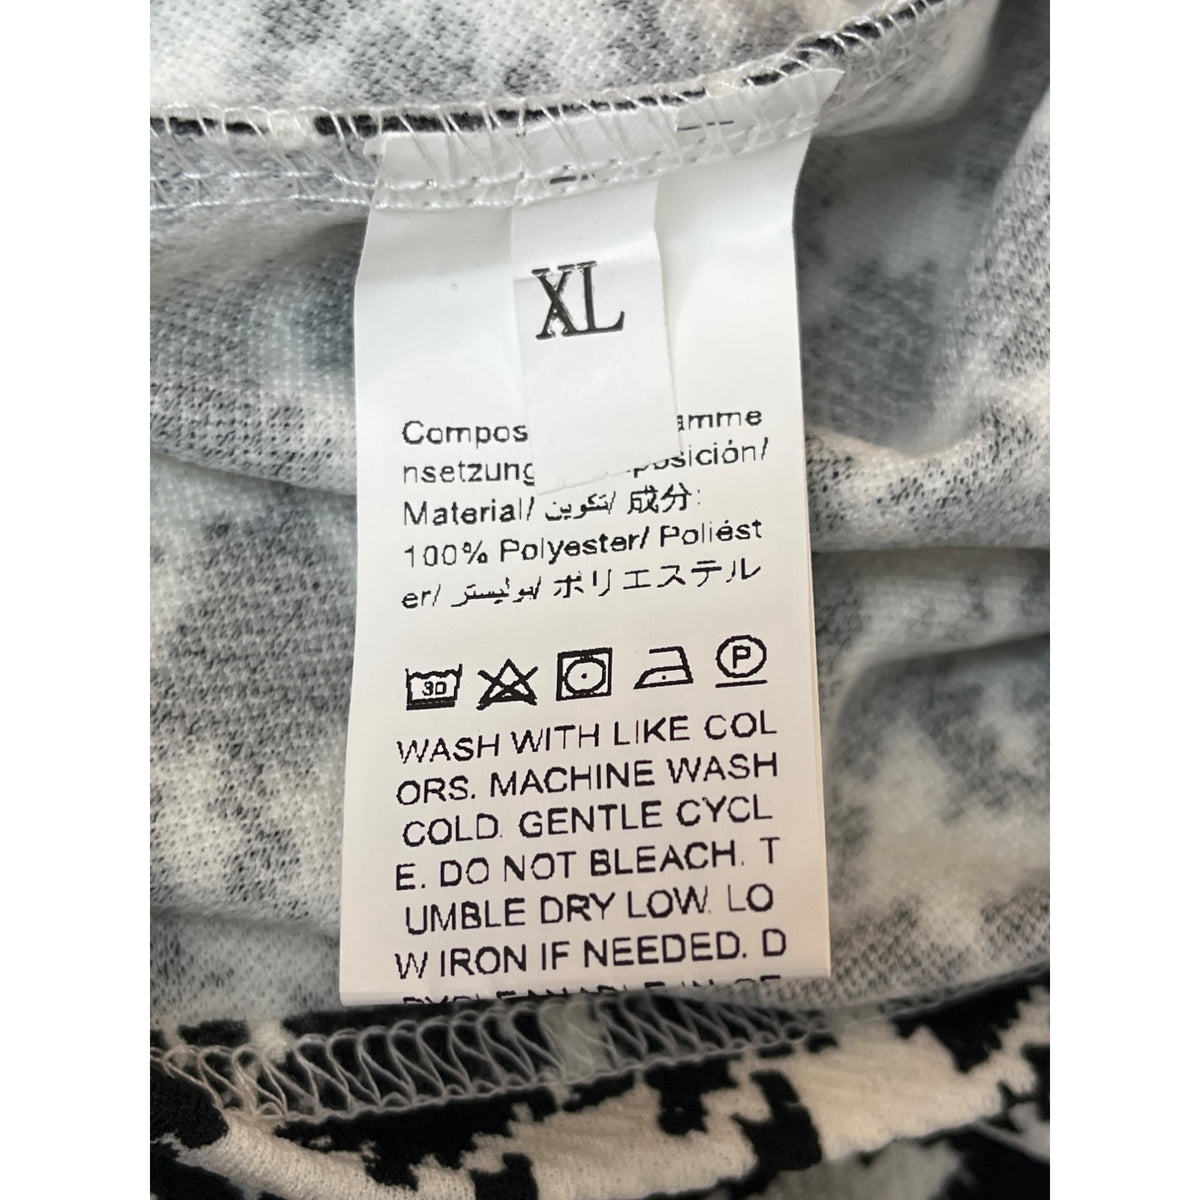 XL
Compos amme
nsetzung posición/
Material/ تكوين/ 成分:
100% Polyester/ Poliést
er/ بوليستر/ ポリエステル
30 P
WASH WITH LIKE COL
ORS. MACHINE WASH
COLD. GENTLE CYCL
E. DO NOT BLEACH. T
UMBLE DRY LOW. LO
W IRON IF NEEDED. D